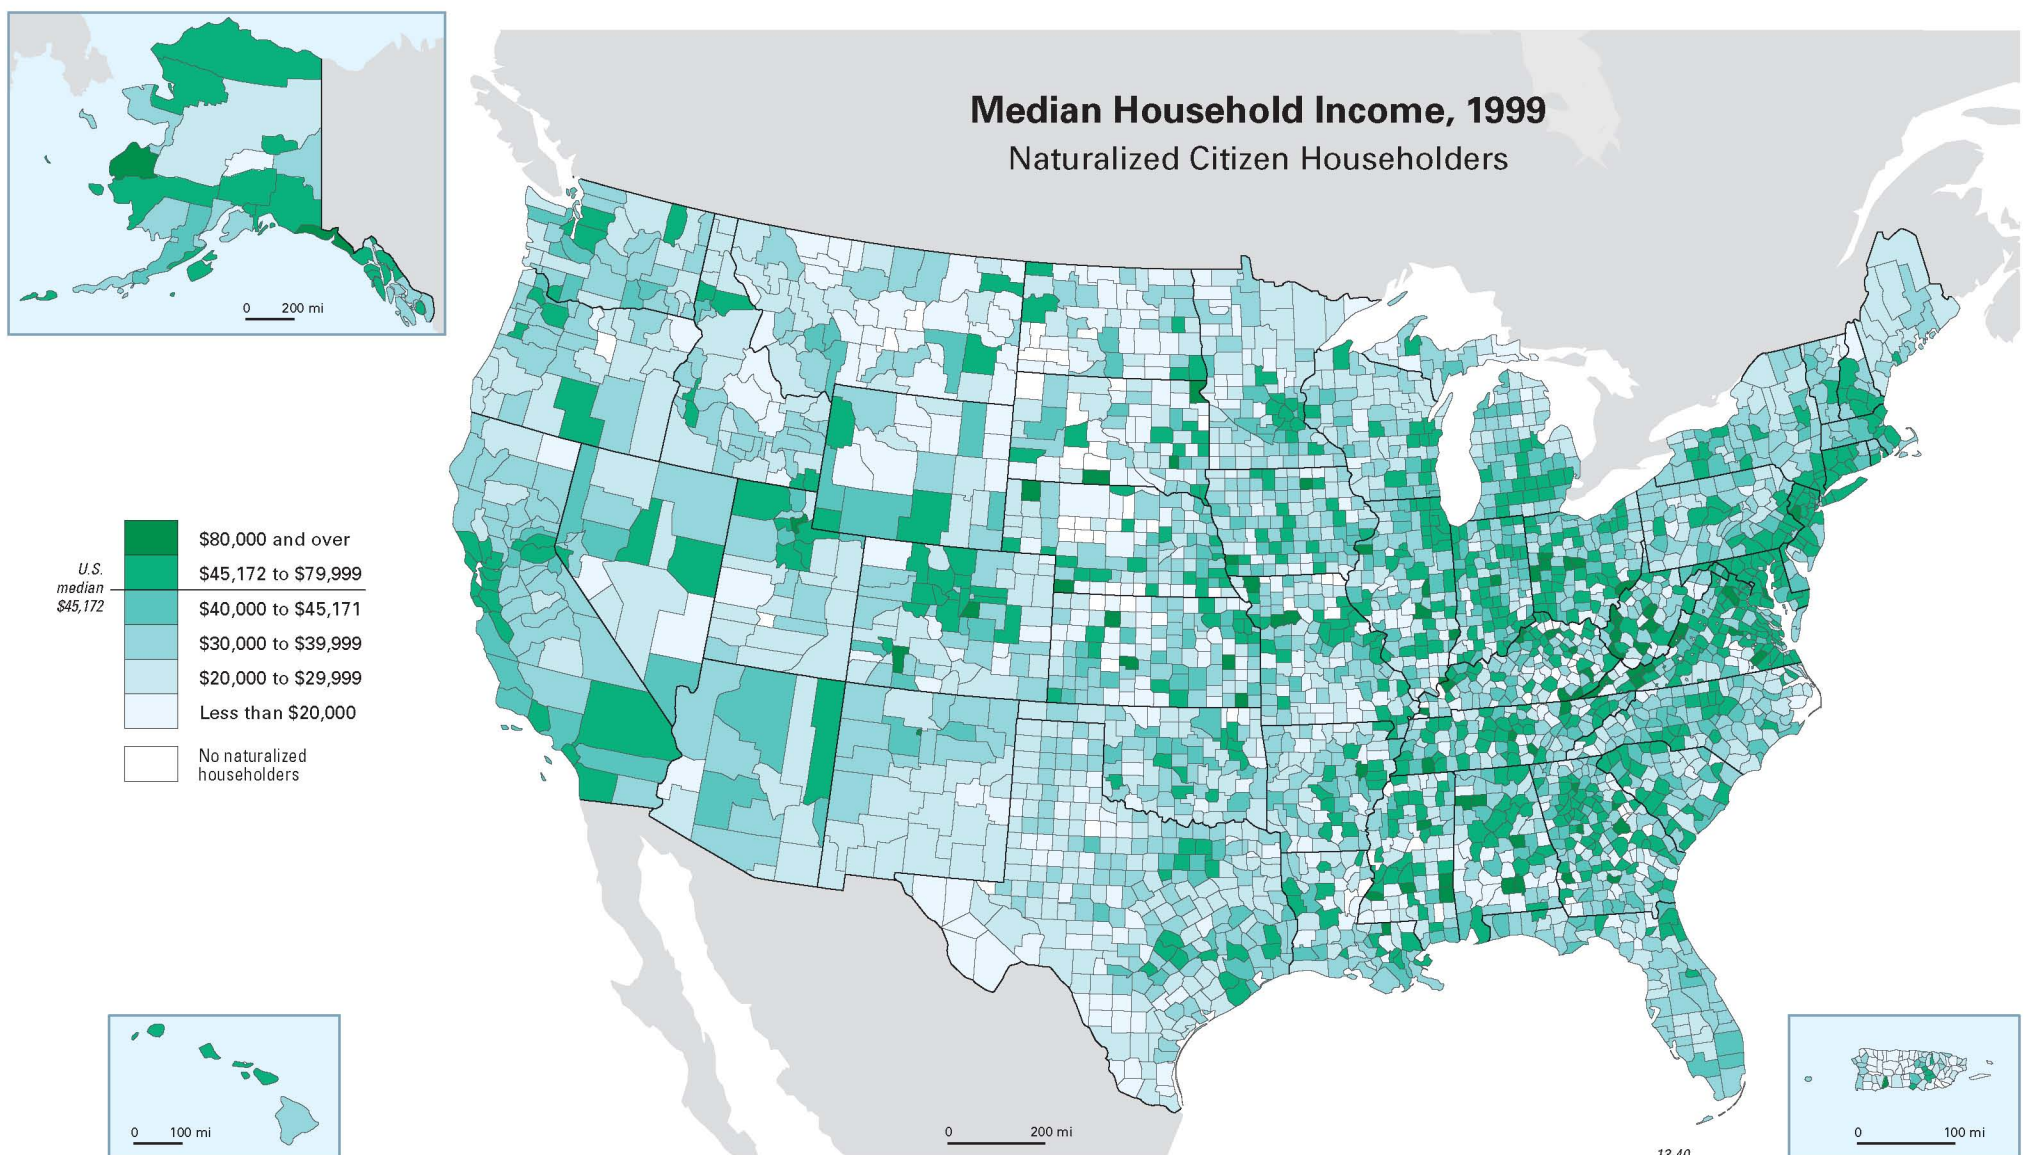 Median Household Income, 1999
Naturalized Citizen Householders
0 200 mi
$80,000 and over
U.S.
median
$45,172
$45,172 to $79,999
$40,000 to $45,171
$30,000 to $39,999
$20,000 to $29,999
Less than $20,000
No naturalized
householders
0 100 mi
0 200 mi
0 100 mi